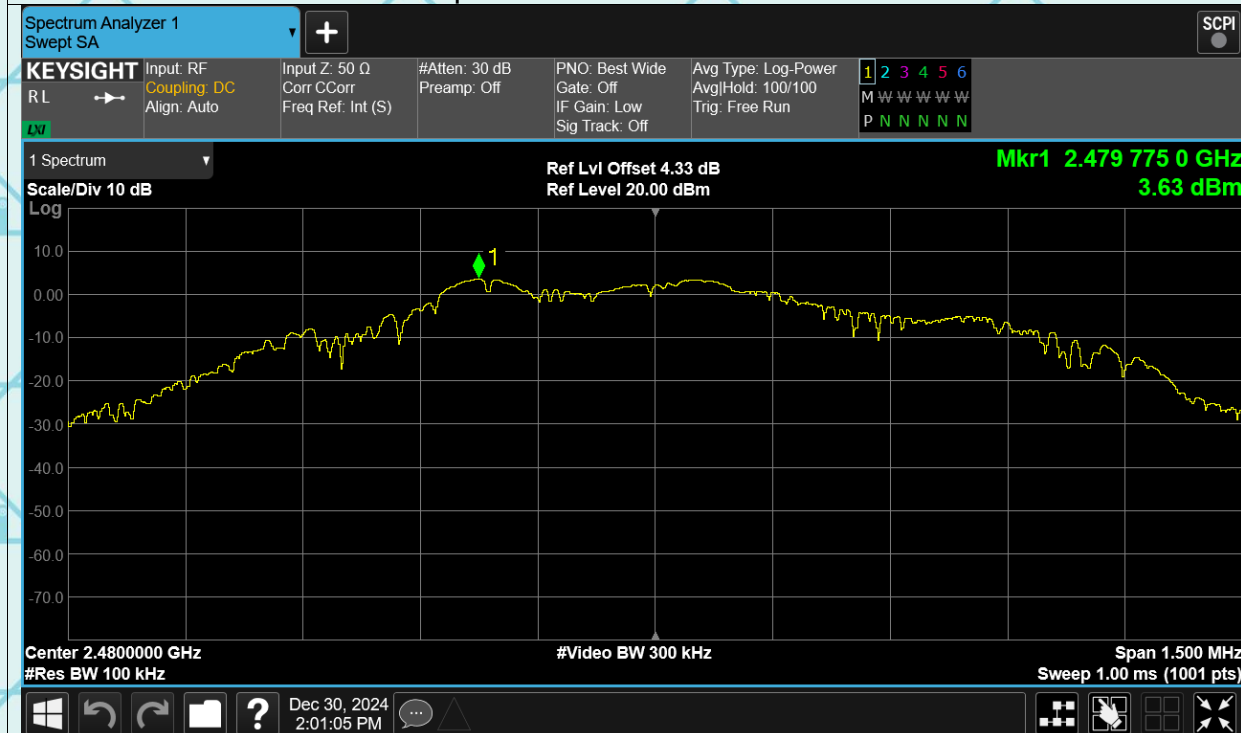 Spectrum Analyzer 1
Swept SA
+
SCPI
KEYSIGHT
R L
LXI
Input: RF
Coupling: DC
Align: Auto
Input Z: 50 Ω
Corr CCorr
Freq Ref: Int (S)
#Atten: 30 dB
Preamp: Off
PNO: Best Wide
Gate: Off
IF Gain: Low
Sig Track: Off
Avg Type: Log-Power
Avg|Hold: 100/100
Trig: Free Run
1 2 3 4 5 6
M W W W W W
P N N N N N
1 Spectrum
Scale/Div 10 dB
Log
Ref Lvl Offset 4.33 dB
Ref Level 20.00 dBm
Mkr1 2.479 775 0 GHz
3.63 dBm
1
10.0
0.00
-10.0
-20.0
-30.0
-40.0
-50.0
-60.0
-70.0
Center 2.4800000 GHz
#Res BW 100 kHz
#Video BW 300 kHz
Span 1.500 MHz
Sweep 1.00 ms (1001 pts)
?
Dec 30, 2024
2:01:05 PM